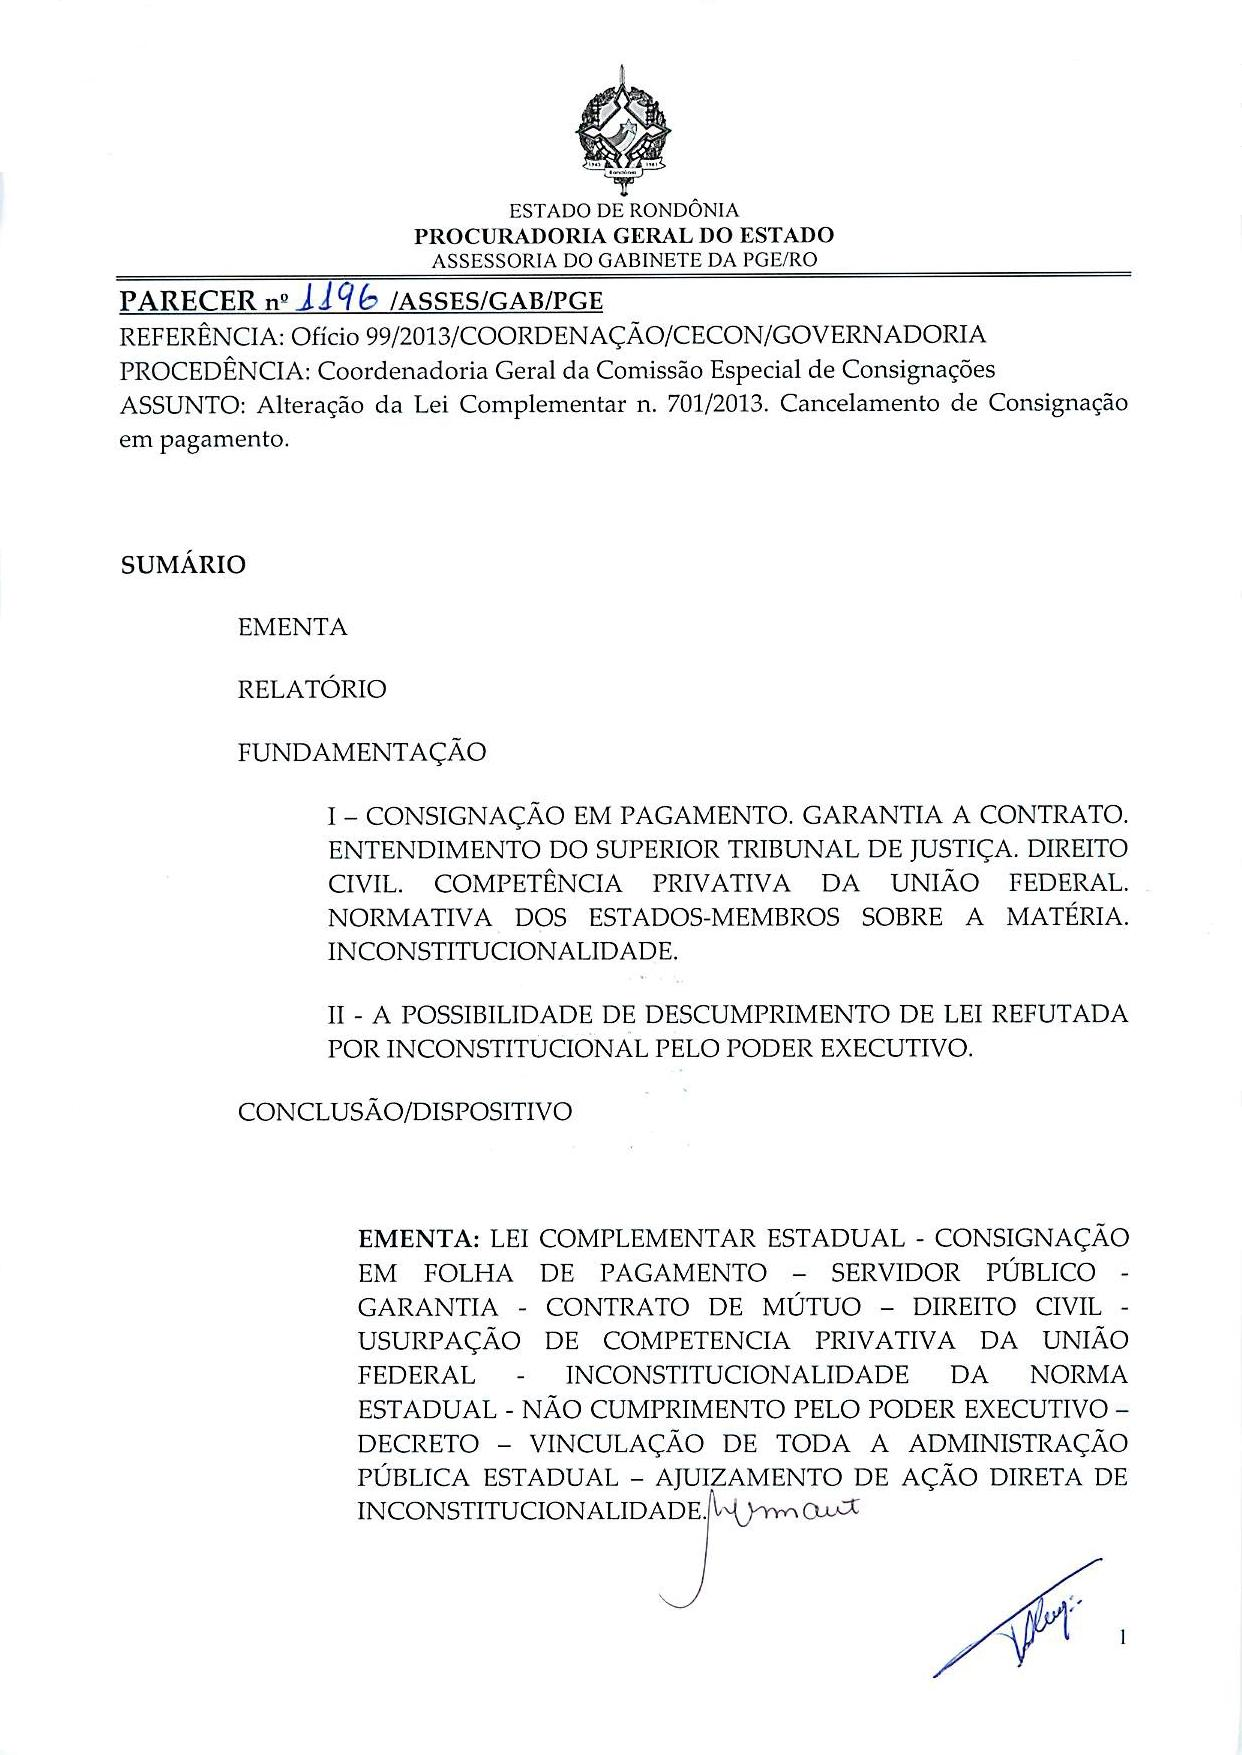 1943 1981
Rondônia
ESTADO DE RONDÔNIA
PROCURADORIA GERAL DO ESTADO
ASSESSORIA DO GABINETE DA PGE/RO
PARECER nº 1196 /ASSES/GAB/PGE
REFERÊNCIA: Ofício 99/2013/COORDENAÇÃO/CECON/GOVERNADORIA
PROCEDÊNCIA: Coordenadoria Geral da Comissão Especial de Consignações
ASSUNTO: Alteração da Lei Complementar n. 701/2013. Cancelamento de Consignação
em pagamento.
SUMÁRIO
EMENTA
RELATÓRIO
FUNDAMENTAÇÃO
I – CONSIGNAÇÃO EM PAGAMENTO. GARANTIA A CONTRATO.
ENTENDIMENTO DO SUPERIOR TRIBUNAL DE JUSTIÇA. DIREITO
CIVIL. COMPETÊNCIA PRIVATIVA DA UNIÃO FEDERAL.
NORMATIVA DOS ESTADOS-MEMBROS SOBRE A MATÉRIA.
INCONSTITUCIONALIDADE.
II - A POSSIBILIDADE DE DESCUMPRIMENTO DE LEI REFUTADA
POR INCONSTITUCIONAL PELO PODER EXECUTIVO.
CONCLUSÃO/DISPOSITIVO
EMENTA: LEI COMPLEMENTAR ESTADUAL - CONSIGNAÇÃO
EM FOLHA DE PAGAMENTO – SERVIDOR PÚBLICO -
GARANTIA - CONTRATO DE MÚTUO – DIREITO CIVIL -
USURPAÇÃO DE COMPETENCIA PRIVATIVA DA UNIÃO
FEDERAL - INCONSTITUCIONALIDADE DA NORMA
ESTADUAL - NÃO CUMPRIMENTO PELO PODER EXECUTIVO –
DECRETO – VINCULAÇÃO DE TODA A ADMINISTRAÇÃO
PÚBLICA ESTADUAL – AJUIZAMENTO DE AÇÃO DIRETA DE
INCONSTITUCIONALIDADE.
1